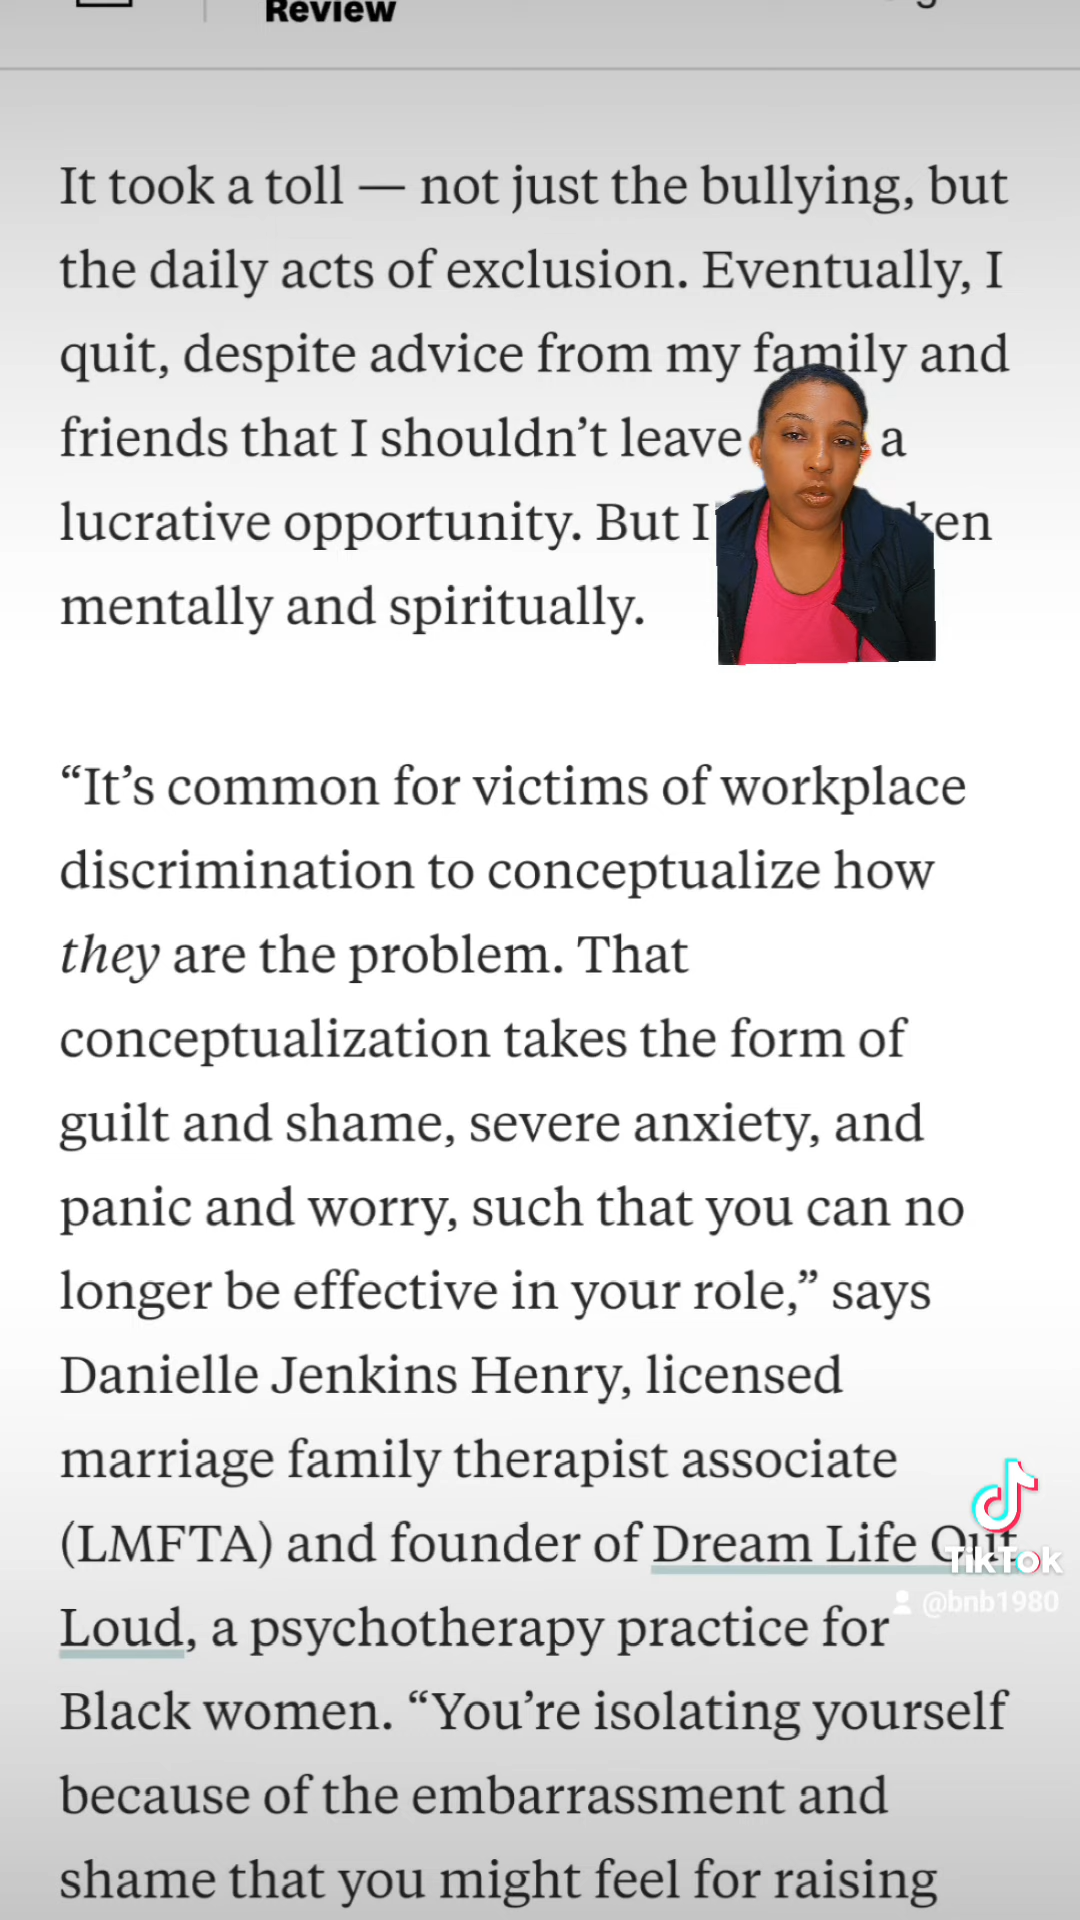 Review
It took a toll — not just the bullying, but
the daily acts of exclusion. Eventually, I
quit, despite advice from my family and
friends that I shouldn’t leave a
lucrative opportunity. But I
mentally and spiritually.
“It’s common for victims of workplace
discrimination to conceptualize how
they are the problem. That
conceptualization takes the form of
guilt and shame, severe anxiety, and
panic and worry, such that you can no
longer be effective in your role,” says
Danielle Jenkins Henry, licensed
marriage family therapist associate
(LMFTA) and founder of Dream Life Out
Loud, a psychotherapy practice for
Black women. “You’re isolating yourself
because of the embarrassment and
shame that you might feel for raising
TikTok
@bnb1980